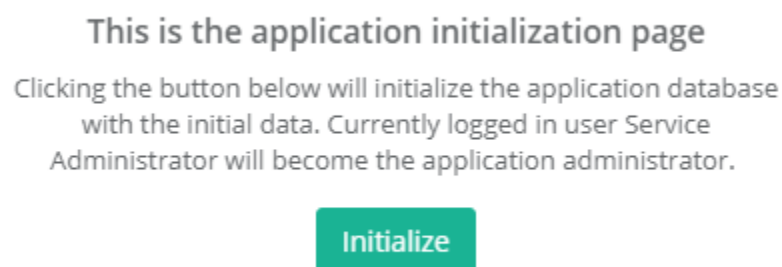 This is the application initialization page
Clicking the button below will initialize the application database
with the initial data. Currently logged in user Service
Administrator will become the application administrator.
Initialize